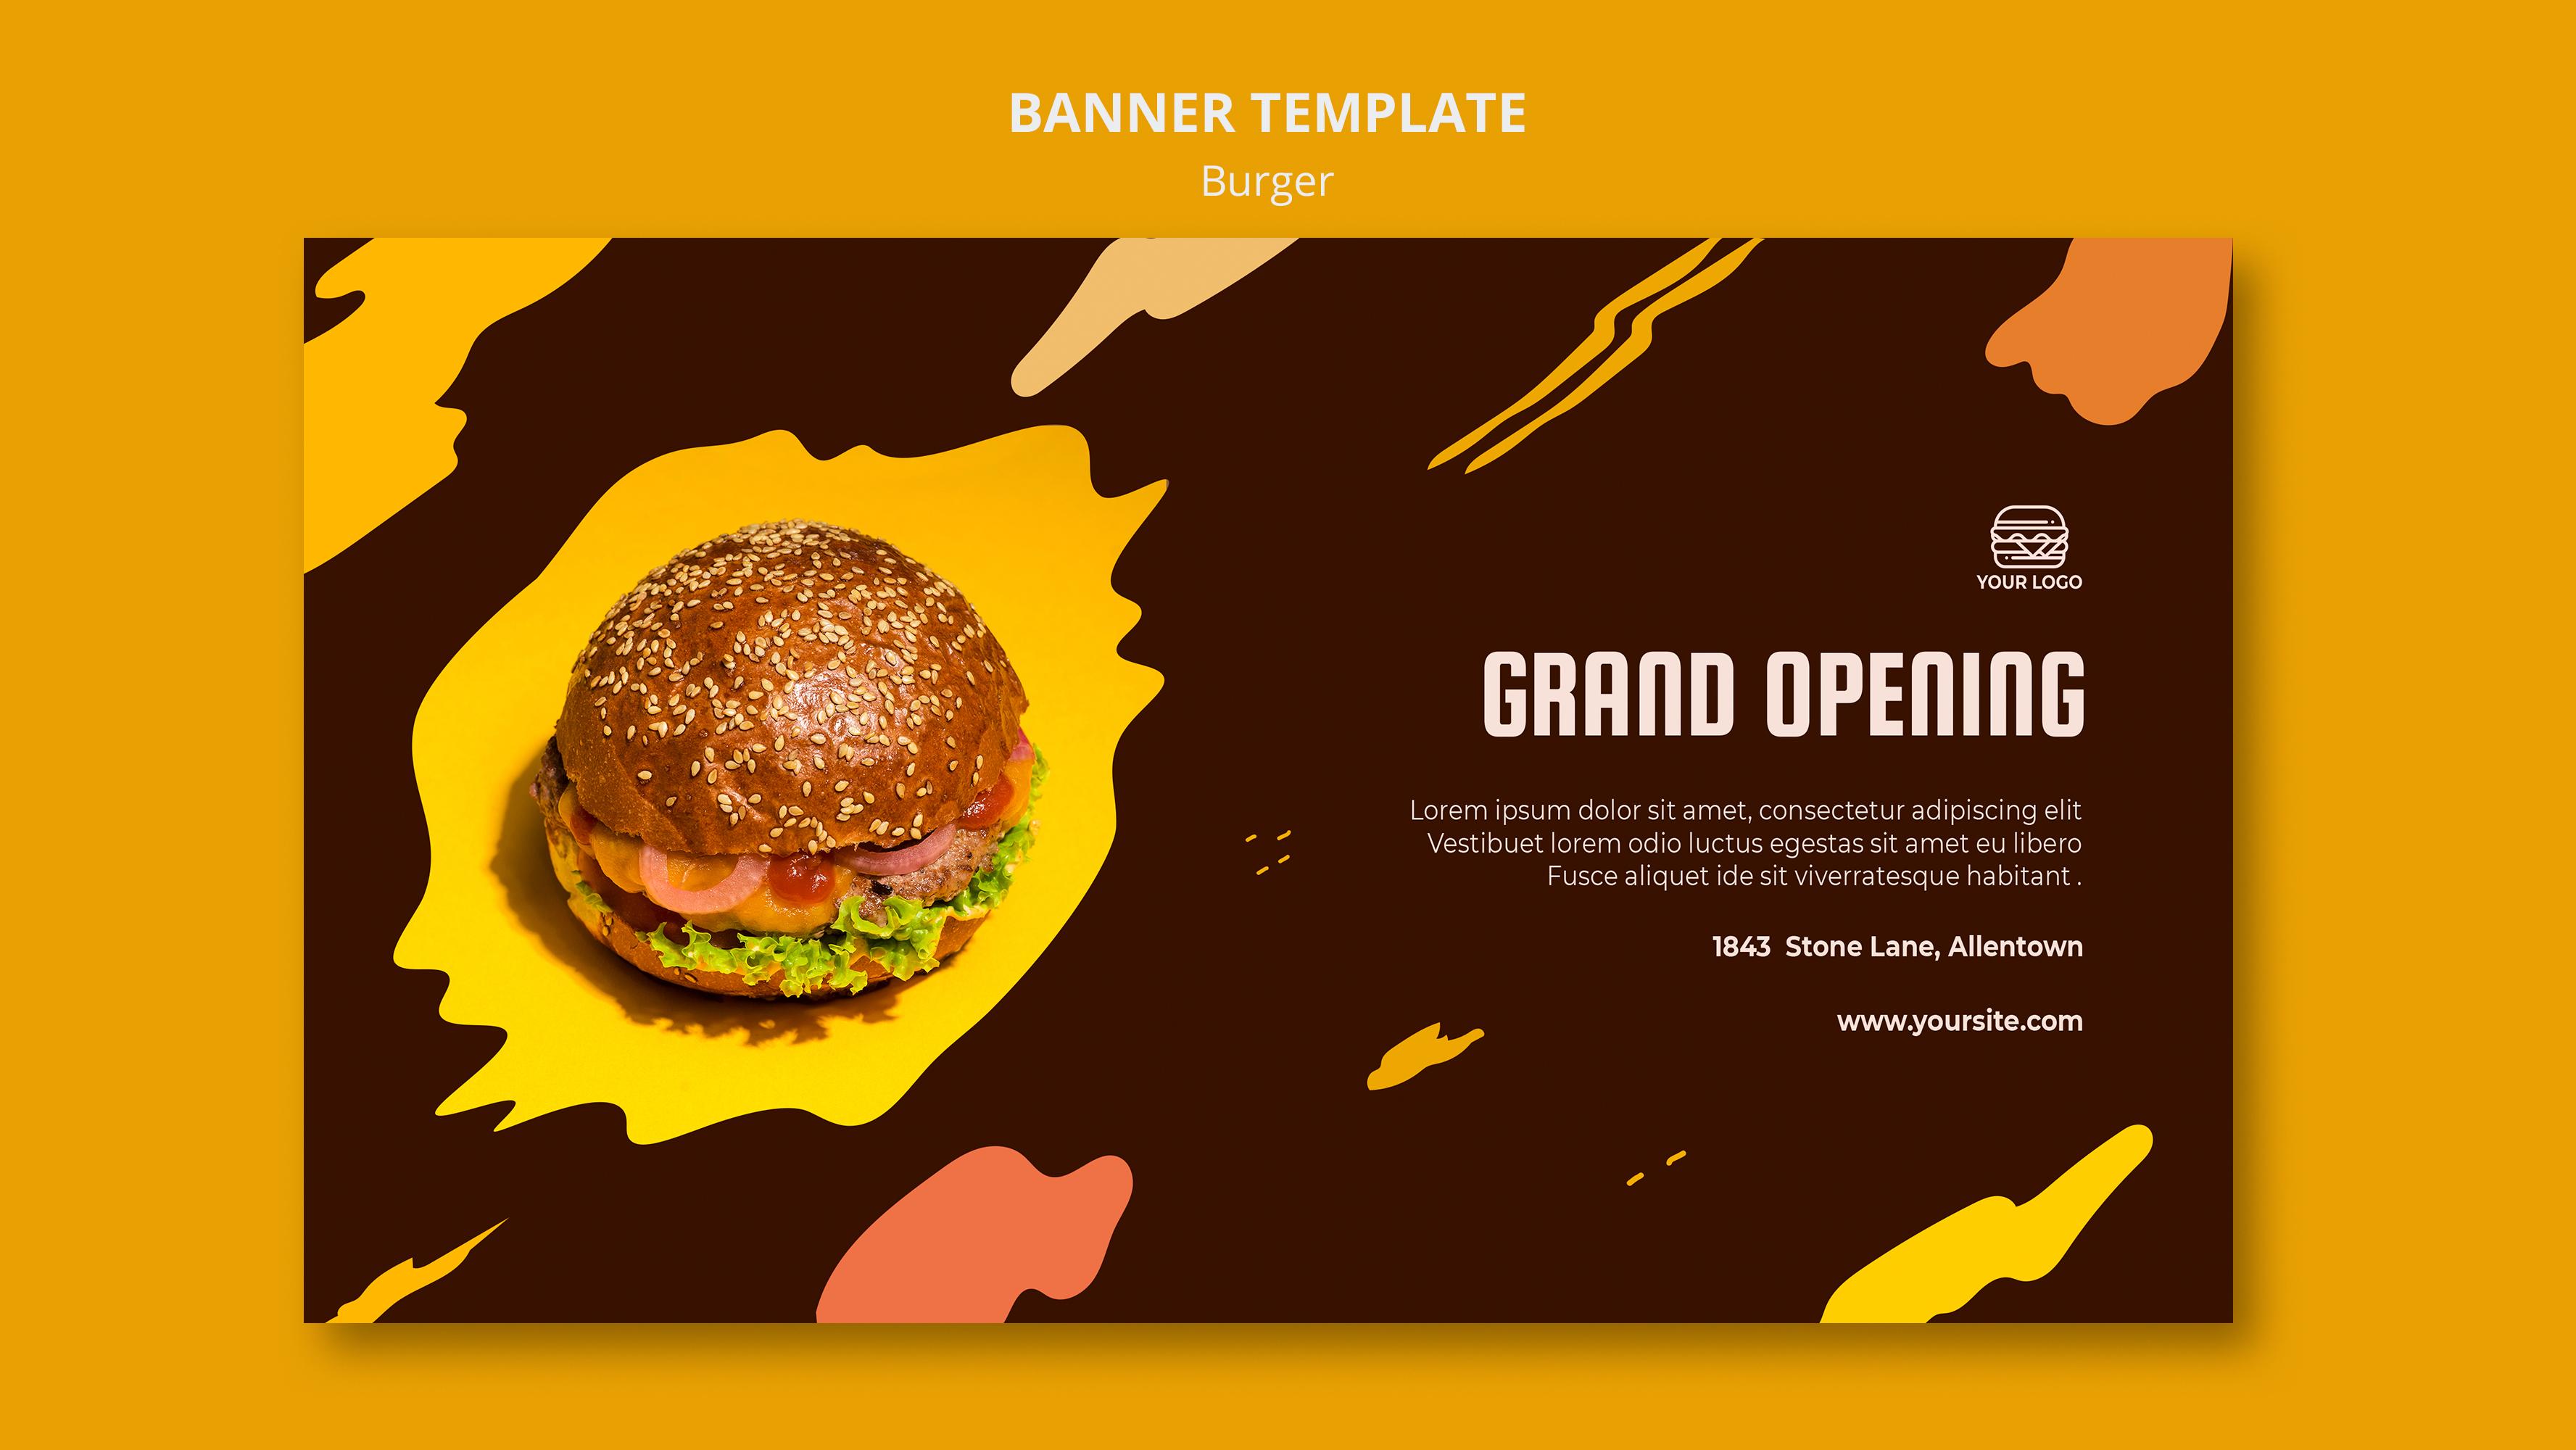 BANNER TEMPLATE
Burger
YOUR LOGO
GRAND OPENING
Lorem ipsum dolor sit amet, consectetur adipiscing elit
Vestibuet lorem odio luctus egestas sit amet eu libero
Fusce aliquet ide sit viverratesque habitant .
1843 Stone Lane, Allentown
www.yoursite.com